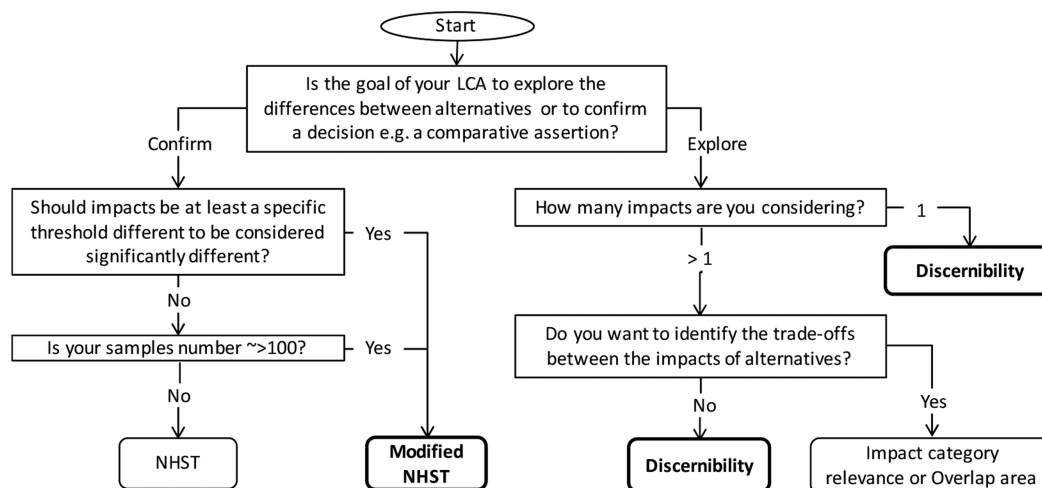 Start
Is the goal of your LCA to explore the
differences between alternatives or to confirm
a decision e.g. a comparative assertion?
Confirm
Explore
Should impacts be at least a specific
threshold different to be considered
significantly different?
Yes
How many impacts are you considering?
1
Discernibility
> 1
No
Is your samples number ~>100?
Yes
Do you want to identify the trade-offs
between the impacts of alternatives?
No
No
Yes
NHST
Modified
NHST
Discernibility
Impact category
relevance or Overlap area